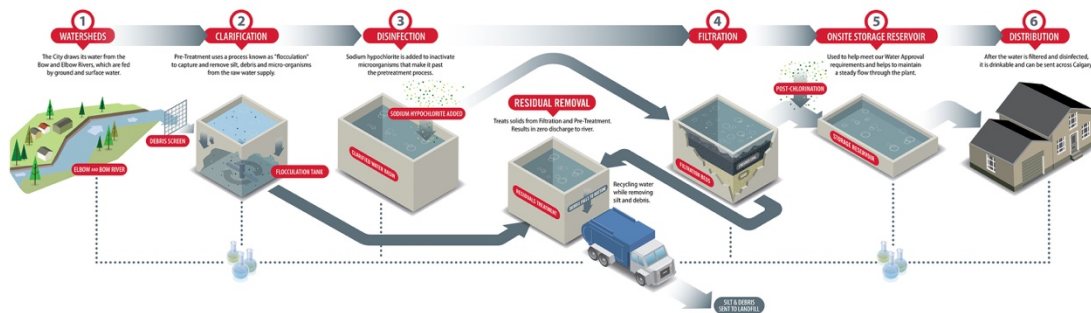 1
WATERSHEDS
The City draws its water from the
Bow and Elbow Rivers, which are fed
by ground and surface water.
DEBRIS SCREEN
ELBOW AND BOW RIVER
2
CLARIFICATION
Pre-Treatment uses a process known as "flocculation"
to capture and remove silt, debris and micro-organisms
from the raw water supply.
FLOCCULATION TANK
3
DISINFECTION
Sodium hypochlorite is added to inactivate
microorganisms that make it past
the pretreatment process.
SODIUM HYPOCHLORITE ADDED
CLARIFIED WATER BASIN
RESIDUAL REMOVAL
Treats solids from Filtration and Pre-Treatment.
Results in zero discharge to river.
RESIDUALS TREATMENT
Recycling water
while removing
silt and debris.
SILT & DEBRIS
SENT TO LANDFILL
4
FILTRATION
FILTRATION BEDS
5
ONSITE STORAGE RESERVOIR
Used to help meet our Water Approval
requirements and helps to maintain
a steady flow through the plant.
POST-CHLORINATION
STORAGE RESERVOIR
6
DISTRIBUTION
After the water is filtered and disinfected,
it is drinkable and can be sent across Calgary.